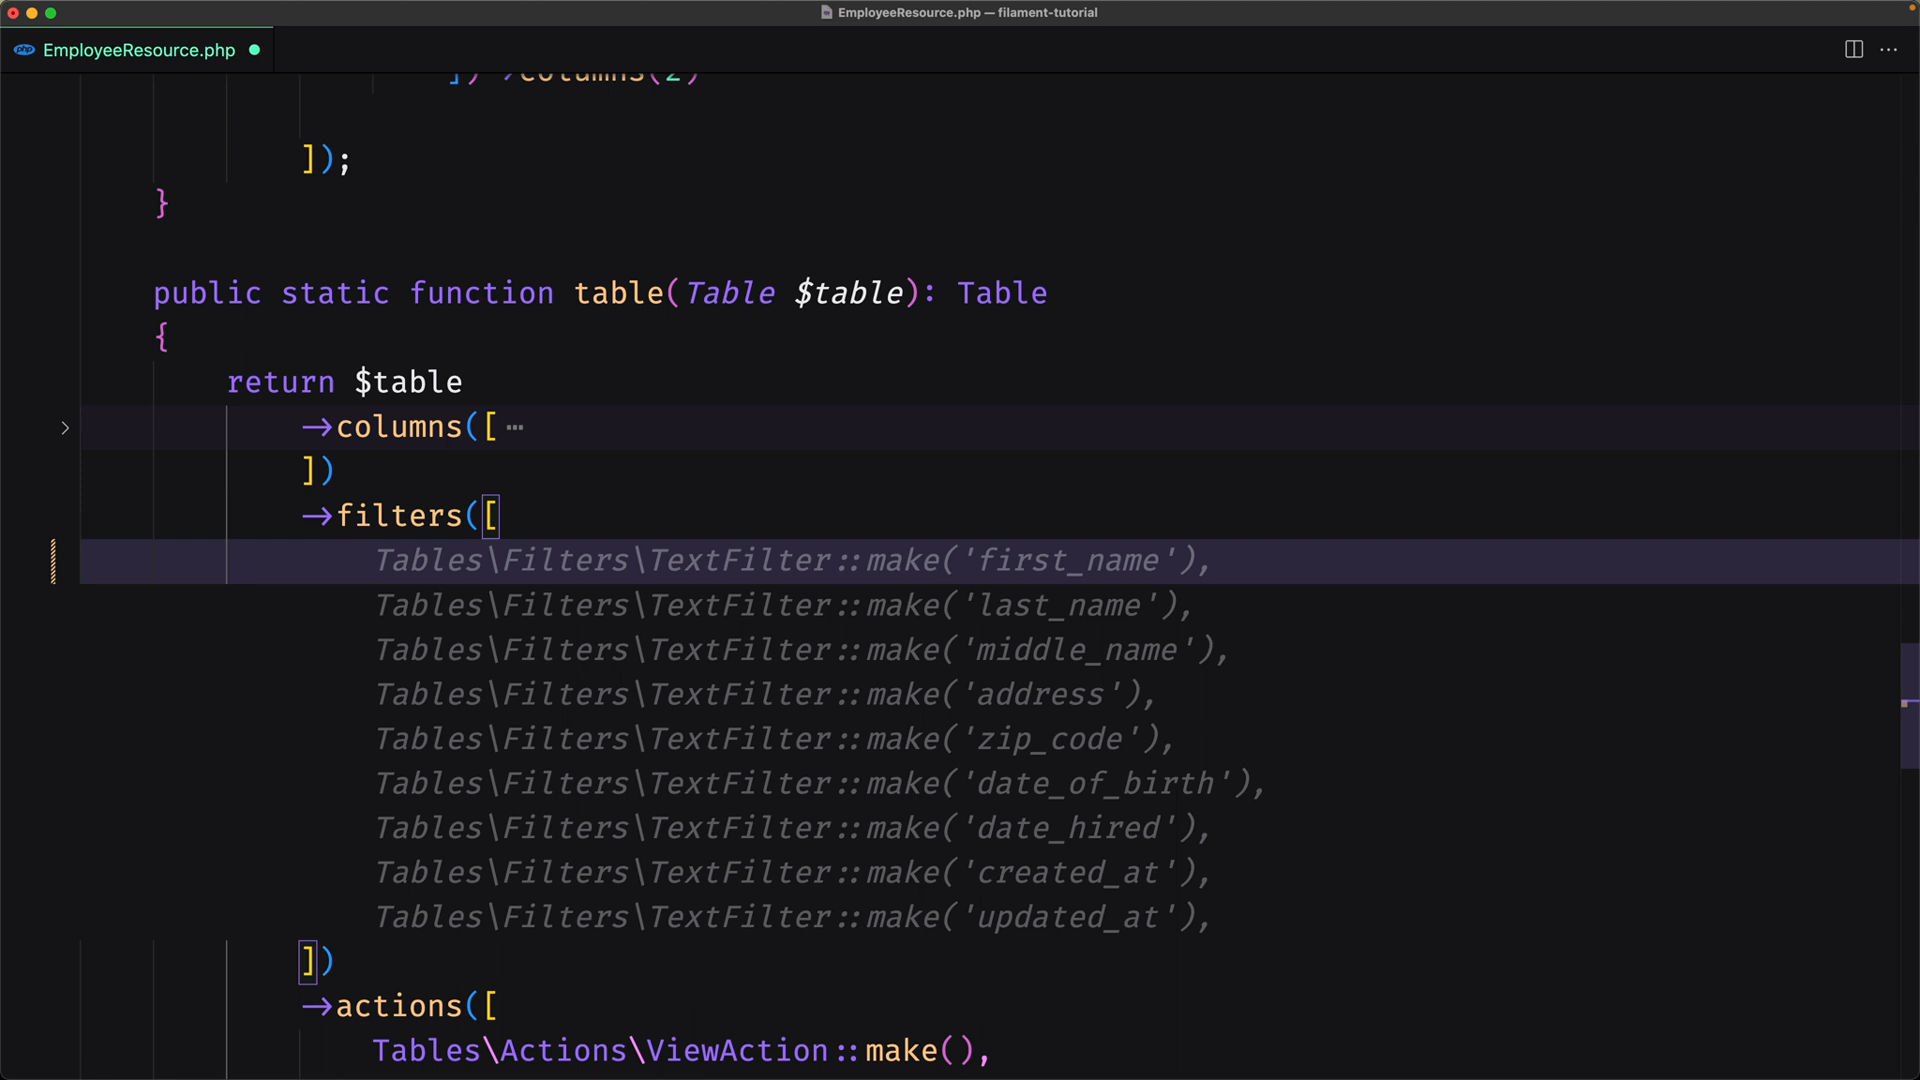 EmployeeResource.php — filament-tutorial
php EmployeeResource.php
])->columns(2)
]);
}
public static function table(Table $table): Table
{
return $table
->columns([ ⋯
])
->filters([
Tables\Filters\TextFilter::make('first_name'),
Tables\Filters\TextFilter::make('last_name'),
Tables\Filters\TextFilter::make('middle_name'),
Tables\Filters\TextFilter::make('address'),
Tables\Filters\TextFilter::make('zip_code'),
Tables\Filters\TextFilter::make('date_of_birth'),
Tables\Filters\TextFilter::make('date_hired'),
Tables\Filters\TextFilter::make('created_at'),
Tables\Filters\TextFilter::make('updated_at'),
])
->actions([
Tables\Actions\ViewAction::make(),